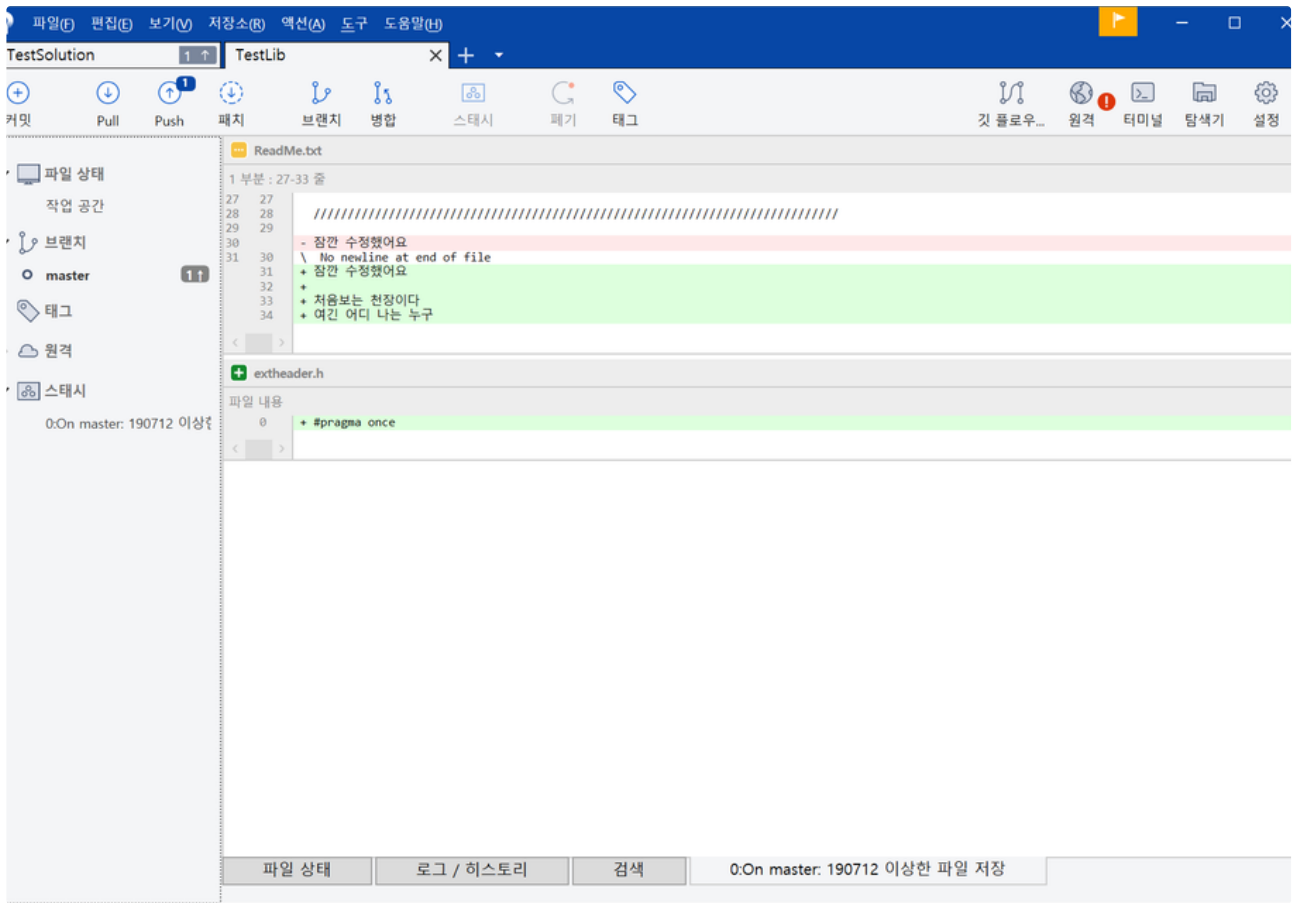 파일(F) 편집(E) 보기(V) 저장소(R) 액션(A) 도구 도움말(H)
TestSolution 1 ↑ TestLib
커밋 Pull Push 1 패치 브랜치 병합 스태시 폐기 태그 깃 플로우... 원격 터미널 탐색기 설정
파일 상태
작업 공간
브랜치
master 1↑
태그
원격
스태시
0:On master: 190712 이상한
ReadMe.txt
1 부분 : 27-33 줄
27 27
28 28 //////////////////////////////////////////////////////////////////////////////
29 29
30 - 잠깐 수정했어요
31 30 \ No newline at end of file
31 + 잠깐 수정했어요
32 +
33 + 처음보는 천장이다
34 + 여긴 어디 나는 누구
extheader.h
파일 내용
0 + #pragma once
파일 상태 로그 / 히스토리 검색 0:On master: 190712 이상한 파일 저장